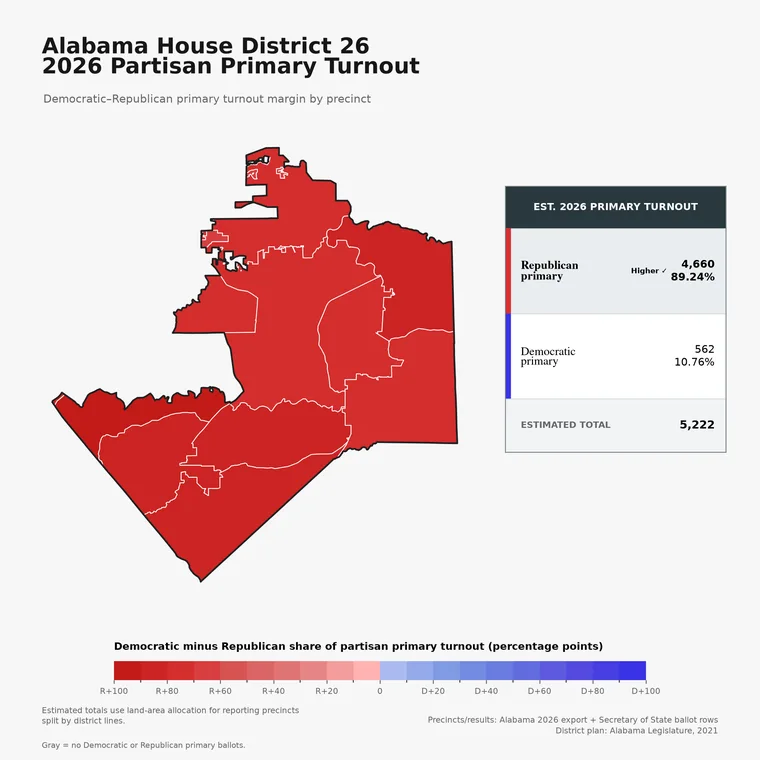 Alabama House District 26
2026 Partisan Primary Turnout
Democratic–Republican primary turnout margin by precinct
EST. 2026 PRIMARY TURNOUT
Republican
primary
Higher ✓
4,660
89.24%
Democratic
primary
562
10.76%
ESTIMATED TOTAL
5,222
Democratic minus Republican share of partisan primary turnout (percentage points)
R+100 R+80 R+60 R+40 R+20 0 D+20 D+40 D+60 D+80 D+100
Estimated totals use land-area allocation for reporting precincts
split by district lines.
Gray = no Democratic or Republican primary ballots.
Precincts/results: Alabama 2026 export + Secretary of State ballot rows
District plan: Alabama Legislature, 2021